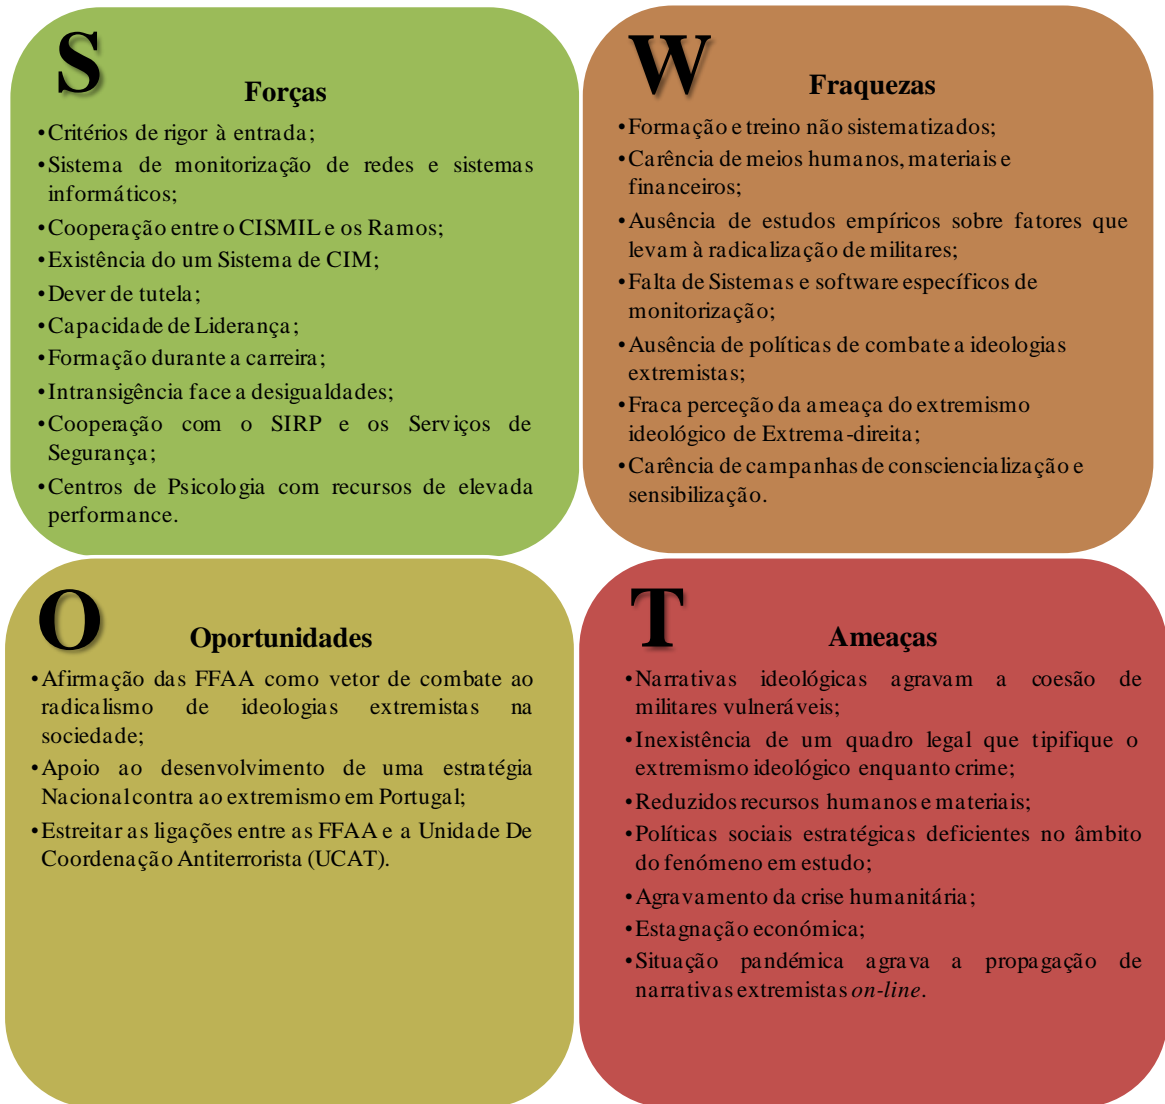 S
Forças
•Critérios de rigor à entrada;
•Sistema de monitorização de redes e sistemas
informáticos;
•Cooperação entre o CISMIL e os Ramos;
•Existência do um Sistema de CIM;
•Dever de tutela;
•Capacidade de Liderança;
•Formação durante a carreira;
•Intransigência face a desigualdades;
•Cooperação com o SIRP e os Serviços de
Segurança;
•Centros de Psicologia com recursos de elevada
performance.
W
Fraquezas
•Formação e treino não sistematizados;
•Carência de meios humanos, materiais e
financeiros;
•Ausência de estudos empíricos sobre fatores que
levam à radicalização de militares;
•Falta de Sistemas e software específicos de
monitorização;
•Ausência de políticas de combate a ideologias
extremistas;
•Fraca perceção da ameaça do extremismo
ideológico de Extrema-direita;
•Carência de campanhas de consciencialização e
sensibilização.
O
Oportunidades
•Afirmação das FFAA como vetor de combate ao
radicalismo de ideologias extremistas na
sociedade;
•Apoio ao desenvolvimento de uma estratégia
Nacional contra ao extremismo em Portugal;
•Estreitar as ligações entre as FFAA e a Unidade De
Coordenação Antiterrorista (UCAT).
T
Ameaças
•Narrativas ideológicas agravam a coesão de
militares vulneráveis;
•Inexistência de um quadro legal que tipifique o
extremismo ideológico enquanto crime;
•Reduzidos recursos humanos e materiais;
•Políticas sociais estratégicas deficientes no âmbito
do fenómeno em estudo;
•Agravamento da crise humanitária;
•Estagnação económica;
•Situação pandémica agrava a propagação de
narrativas extremistas on-line.